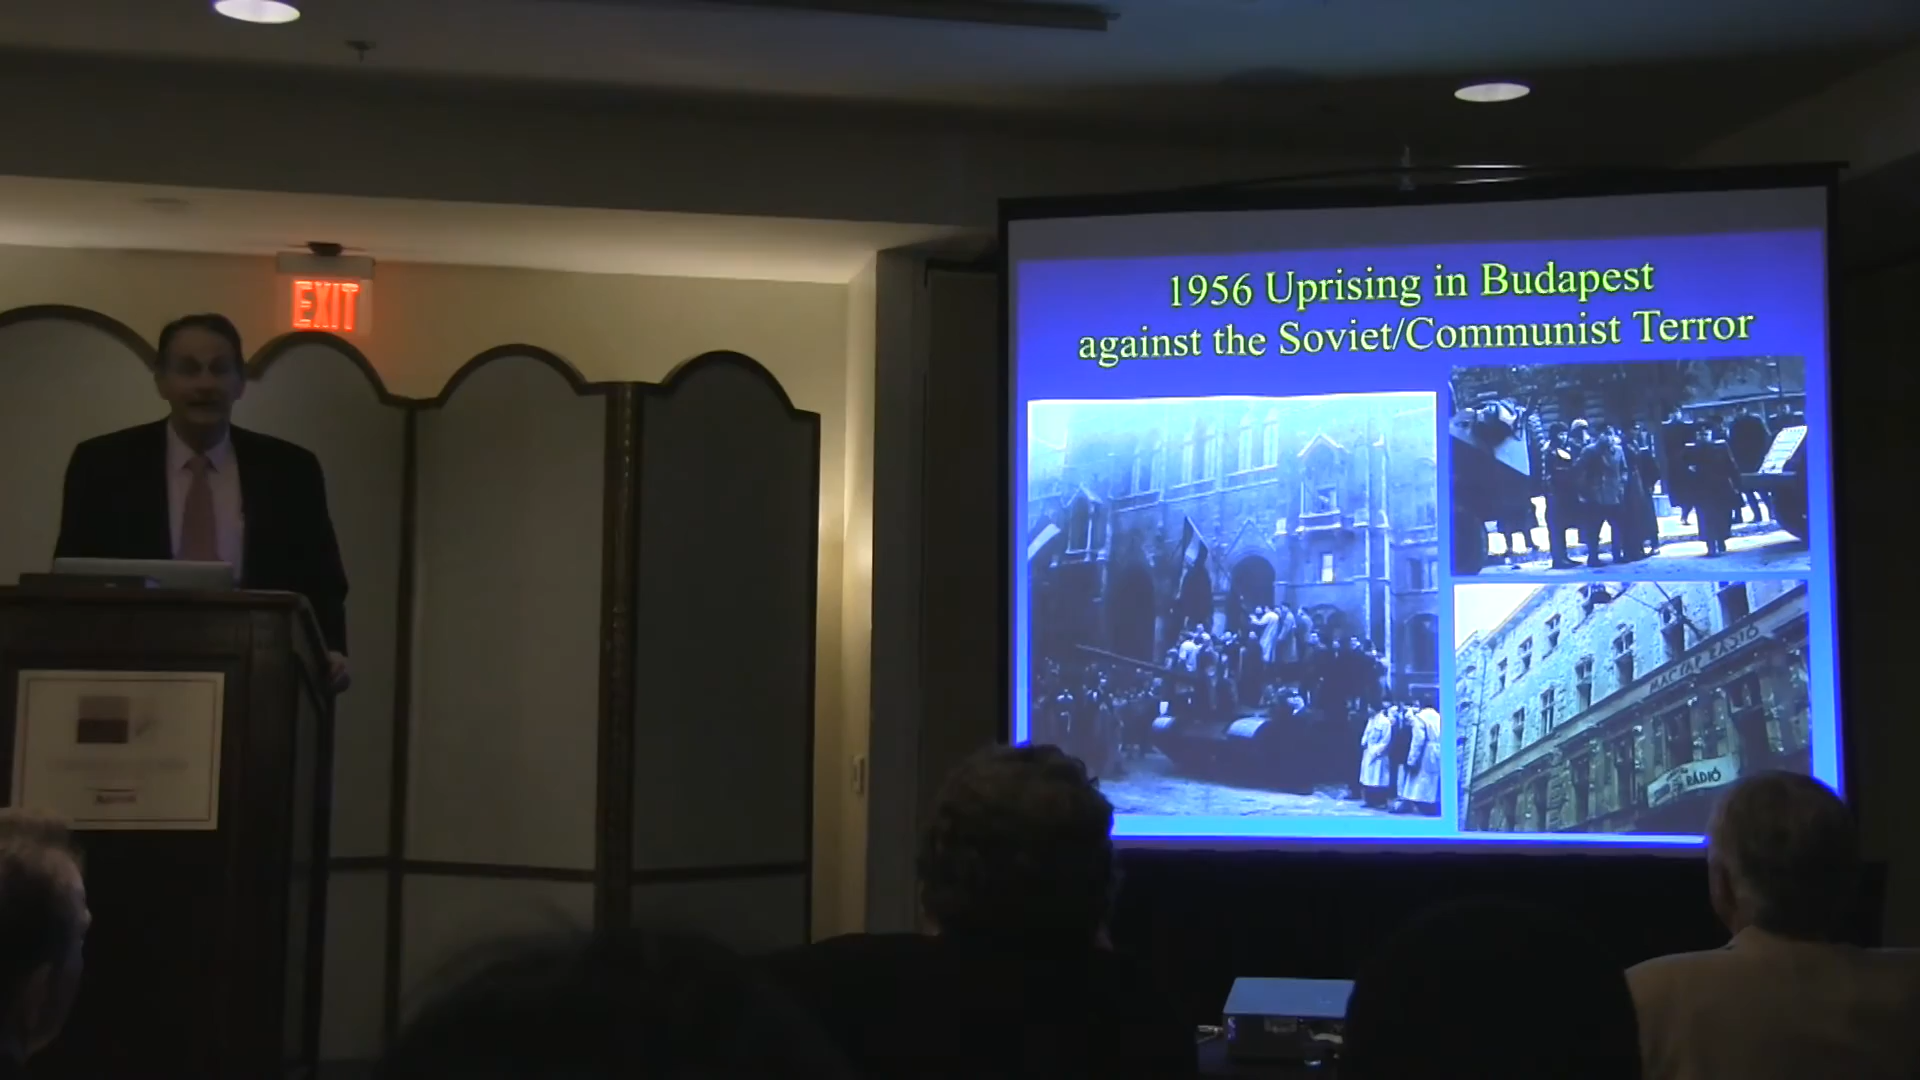 EXIT
1956 Uprising in Budapest
against the Soviet/Communist Terror
MAGYAR RÁDIÓ
RÁDIÓ